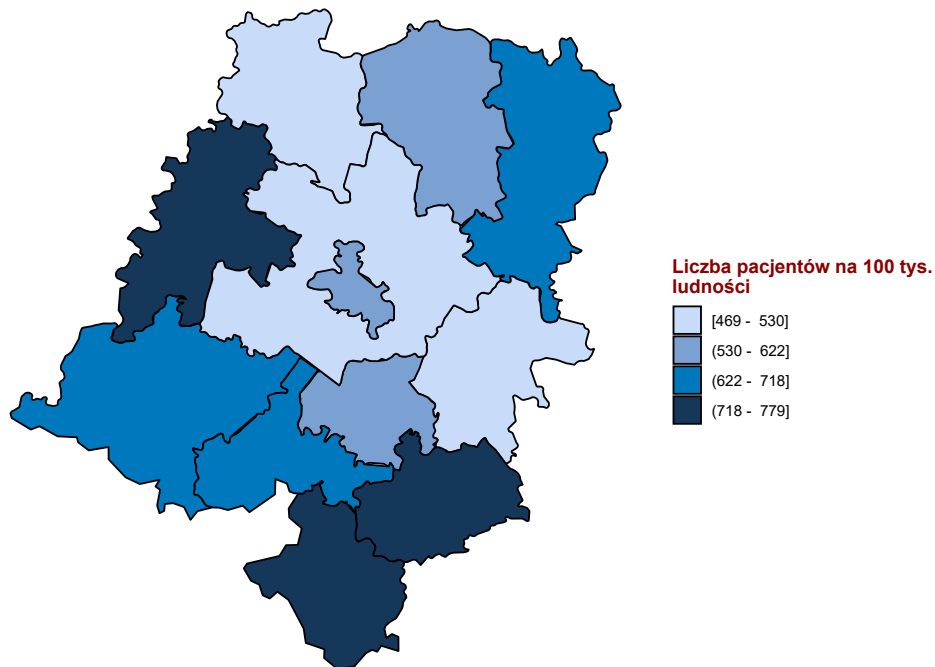 Liczba pacjentów na 100 tys.
ludności
[469 - 530]
(530 - 622]
(622 - 718]
(718 - 779]